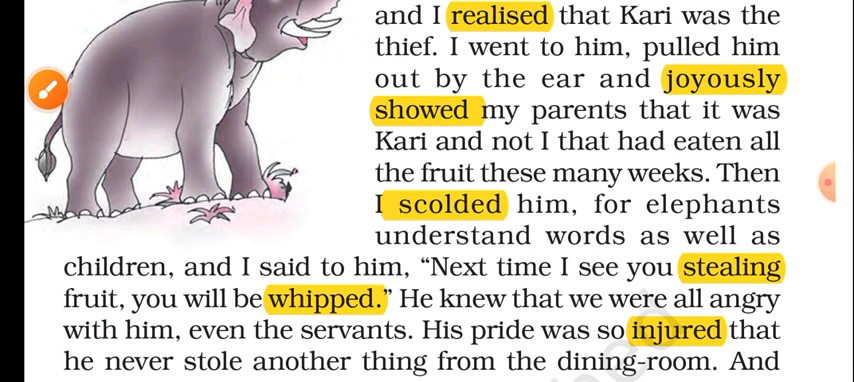 and I realised that Kari was the
thief. I went to him, pulled him
out by the ear and joyously
showed my parents that it was
Kari and not I that had eaten all
the fruit these many weeks. Then
I scolded him, for elephants
understand words as well as
children, and I said to him, “Next time I see you stealing
fruit, you will be whipped.” He knew that we were all angry
with him, even the servants. His pride was so injured that
he never stole another thing from the dining-room. And